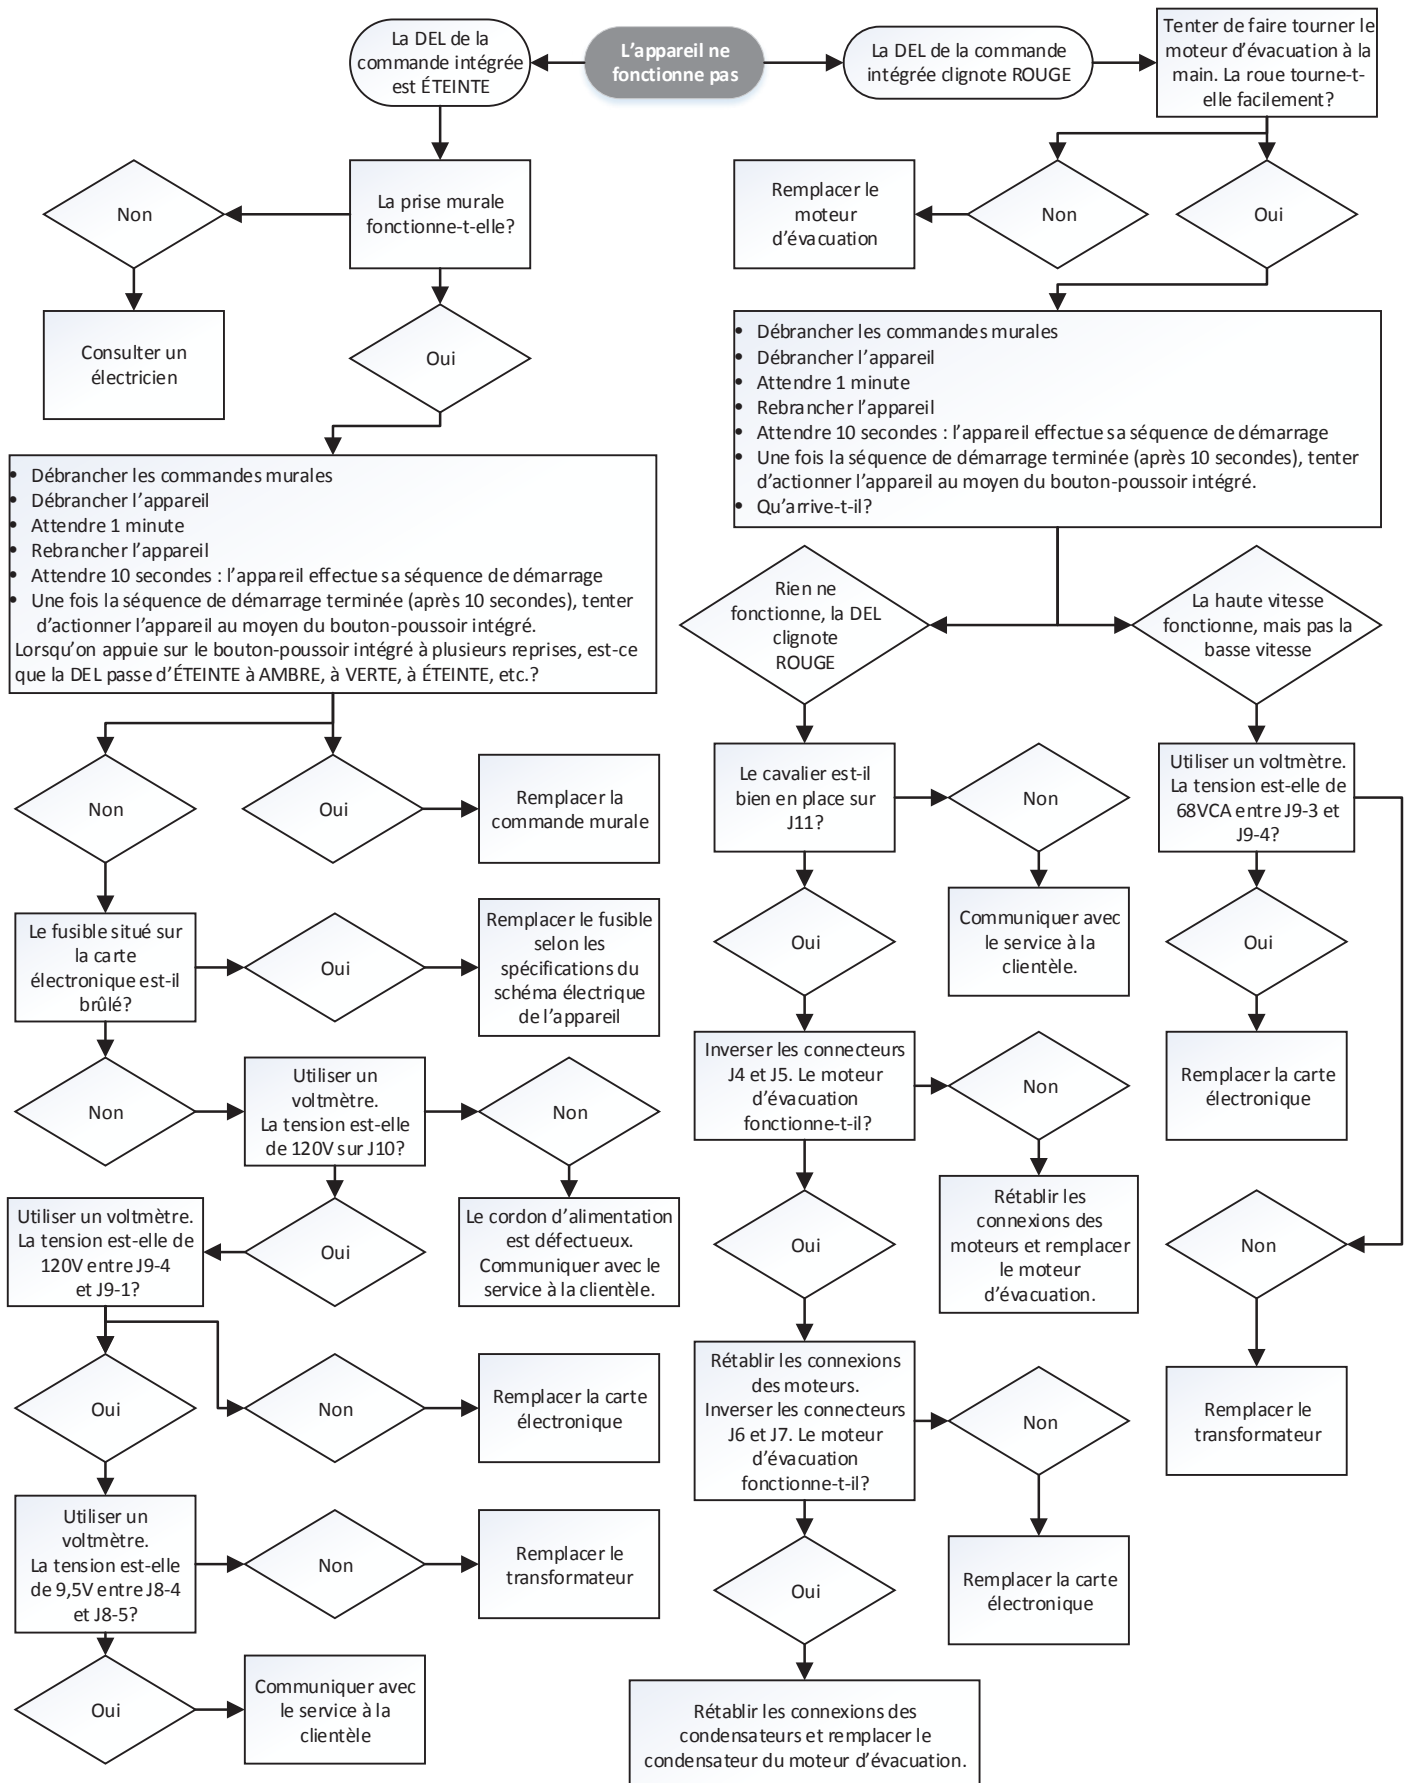 L'appareil ne
fonctionne pas
La DEL de la
commande intégrée
est ÉTEINTE
La prise murale
fonctionne-t-elle?
Non
Consulter un
électricien
Oui
• Débrancher les commandes murales
• Débrancher l'appareil
• Attendre 1 minute
• Rebrancher l'appareil
• Attendre 10 secondes : l'appareil effectue sa séquence de démarrage
• Une fois la séquence de démarrage terminée (après 10 secondes), tenter
d'actionner l'appareil au moyen du bouton-poussoir intégré.
Lorsqu'on appuie sur le bouton-poussoir intégré à plusieurs reprises, est-ce
que la DEL passe d'ÉTEINTE à AMBRE, à VERTE, à ÉTEINTE, etc.?
Non
Oui
Remplacer la
commande murale
Le fusible situé sur
la carte
électronique est-il
brûlé?
Oui
Remplacer le fusible
selon les
spécifications du
schéma électrique
de l'appareil
Non
Utiliser un
voltmètre.
La tension est-elle
de 120V sur J10?
Non
Le cordon d'alimentation
est défectueux.
Communiquer avec le
service à la clientèle.
Oui
Utiliser un voltmètre.
La tension est-elle de
120V entre J9-4
et J9-1?
Oui
Non
Remplacer la carte
électronique
Utiliser un
voltmètre.
La tension est-elle
de 9,5V entre J8-4
et J8-5?
Non
Remplacer le
transformateur
Oui
Communiquer avec
le service à la
clientèle
La DEL de la commande
intégrée clignote ROUGE
Tenter de faire tourner le
moteur d'évacuation à la
main. La roue tourne-t-
elle facilement?
Non
Remplacer le
moteur
d'évacuation
Oui
• Débrancher les commandes murales
• Débrancher l'appareil
• Attendre 1 minute
• Rebrancher l'appareil
• Attendre 10 secondes : l'appareil effectue sa séquence de démarrage
• Une fois la séquence de démarrage terminée (après 10 secondes), tenter
d'actionner l'appareil au moyen du bouton-poussoir intégré.
• Qu'arrive-t-il?
Rien ne
fonctionne, la DEL
clignote
ROUGE
Le cavalier est-il
bien en place sur
J11?
Non
Communiquer avec
le service à la
clientèle.
Oui
Inverser les connecteurs
J4 et J5. Le moteur
d'évacuation
fonctionne-t-il?
Non
Rétablir les
connexions des
moteurs et remplacer
le moteur
d'évacuation.
Oui
Rétablir les connexions
des moteurs.
Inverser les connecteurs
J6 et J7. Le moteur
d'évacuation
fonctionne-t-il?
Non
Remplacer la carte
électronique
Oui
Rétablir les connexions des
condensateurs et remplacer le
condensateur du moteur d'évacuation.
La haute vitesse
fonctionne, mais pas la
basse vitesse
Utiliser un voltmètre.
La tension est-elle de
68VCA entre J9-3 et
J9-4?
Oui
Remplacer la carte
électronique
Non
Remplacer le
transformateur